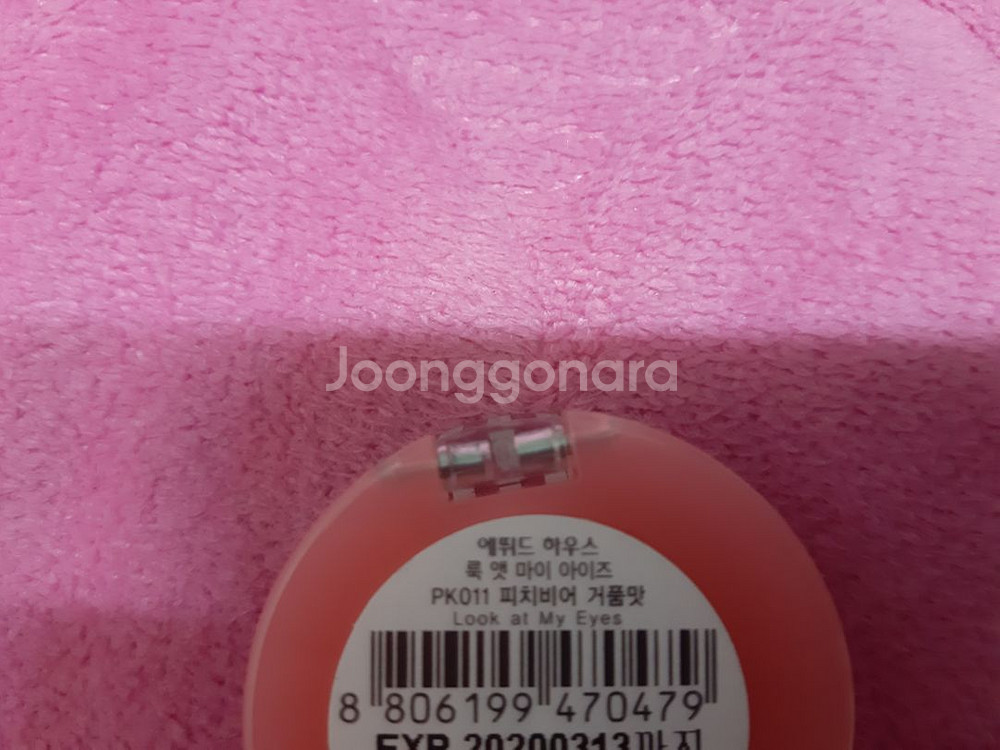 Joonggonara
에뛰드 하우스
룩 앳 마이 아이즈
PK011 피치비어 거품맛
Look at My Eyes
8 806199 470479
EXP 20200313까지